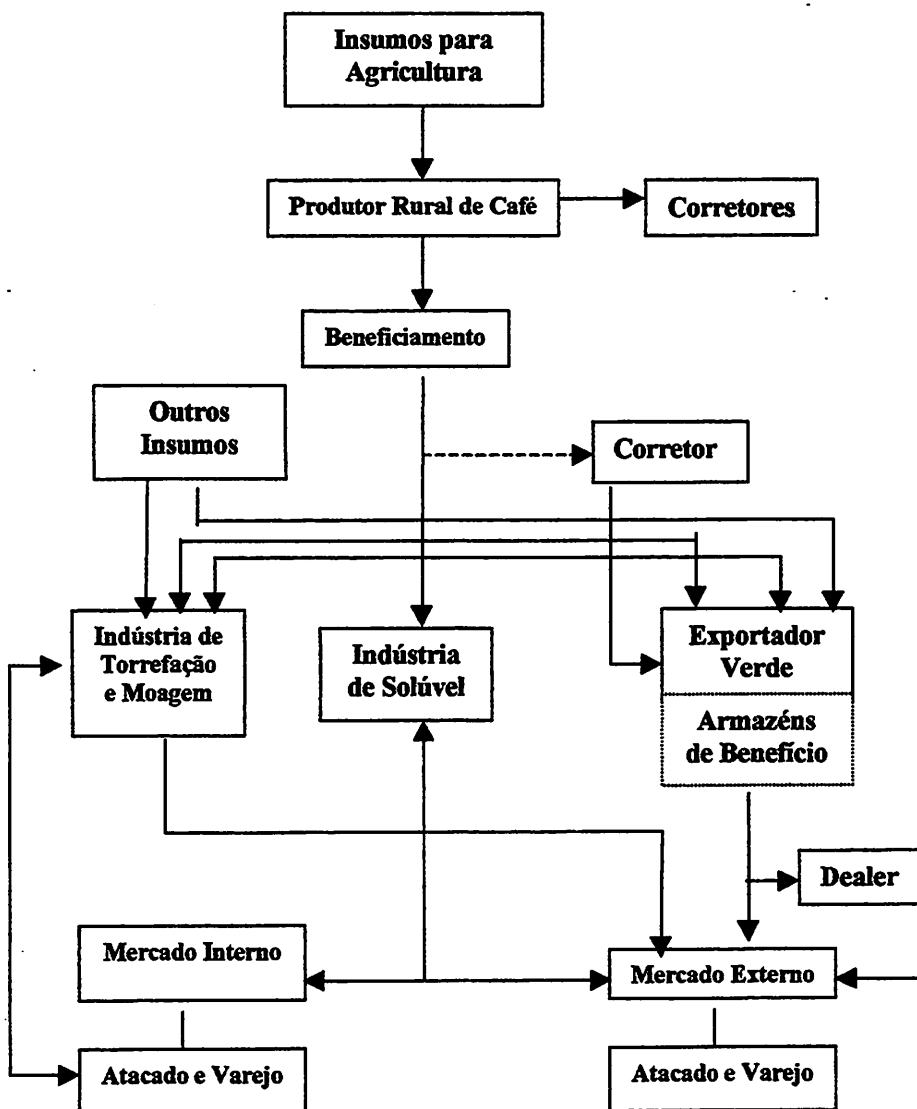 Insumos para
Agricultura
Produtor Rural de Café
Corretores
Beneficiamento
Outros
Insumos
Corretor
Indústria de
Torrefação
e Moagem
Indústria
de Solúvel
Exportador
Verde
Armazéns
de Benefício
Dealer
Mercado Interno
Mercado Externo
Atacado e Varejo
Atacado e Varejo